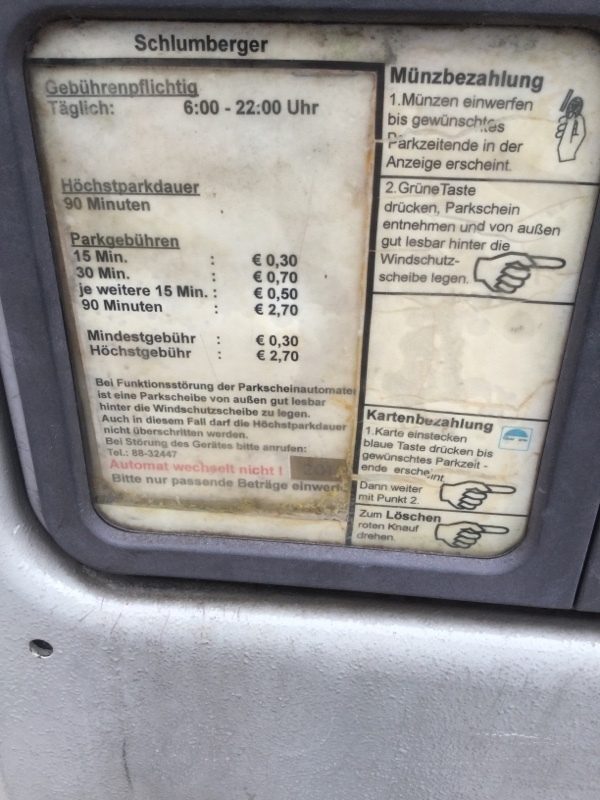 Schlumberger
Gebührenpflichtig
Täglich: 6:00 - 22:00 Uhr
Höchstparkdauer
90 Minuten
Parkgebühren
15 Min. : € 0,30
30 Min. : € 0,70
je weitere 15 Min. : € 0,50
90 Minuten : € 2,70
Mindestgebühr : € 0,30
Höchstgebühr : € 2,70
Bei Funktionsstörung der Parkscheinautomaten
ist eine Parkscheibe von außen gut lesbar
hinter die Windschutzscheibe zu legen.
Auch in diesem Fall darf die Höchstparkdauer
nicht überschritten werden.
Bei Störung des Gerätes bitte anrufen:
Tel.: 88-32447
Automat wechselt nicht !
Bitte nur passende Beträge einwerf
Münzbezahlung
1.Münzen einwerfen
bis gewünschtes
Parkzeitende in der
Anzeige erscheint.
2.Grüne Taste
drücken, Parkschein
entnehmen und von außen
gut lesbar hinter die
Windschutz-
scheibe legen.
Kartenbezahlung
1.Karte einstecken
blaue Taste drücken bis
gewünschtes Parkzeit -
ende erscheint,
Dann weiter
mit Punkt 2.
Zum Löschen
roten Knauf
drehen.